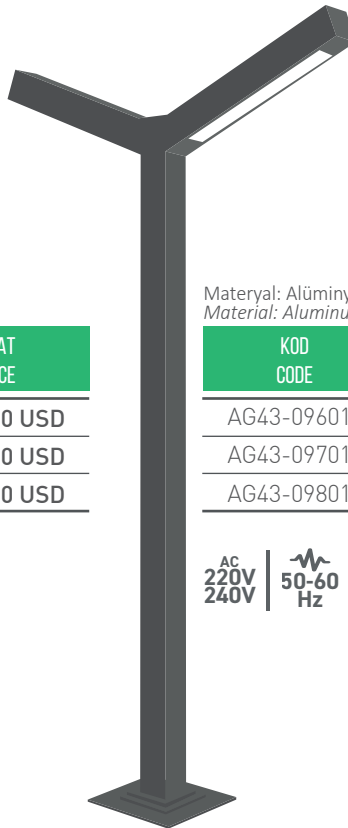 Materyal: Alüminy
Material: Aluminu
AT
CE
0 USD
0 USD
0 USD
KOD
CODE
AG43-09601
AG43-09701
AG43-09801
AC
220V
240V
50-60
Hz